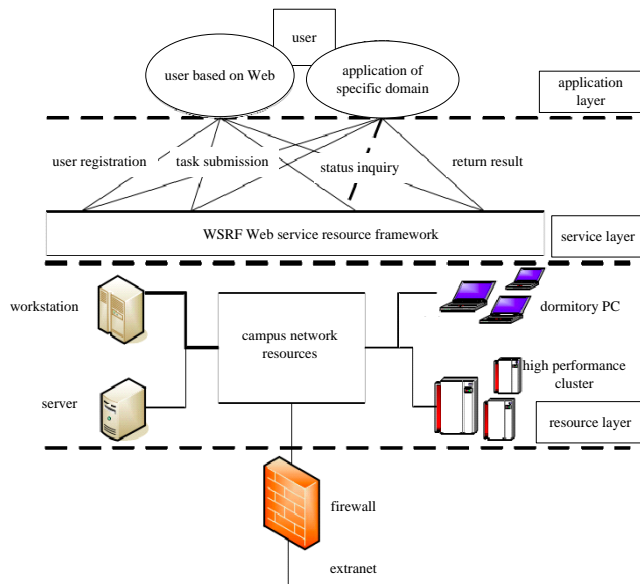 user
user based on Web
application of
specific domain
application
layer
user registration
task submission
status inquiry
return result
WSRF Web service resource framework
service layer
workstation
campus network
resources
dormitory PC
high performance
cluster
server
resource layer
firewall
extranet